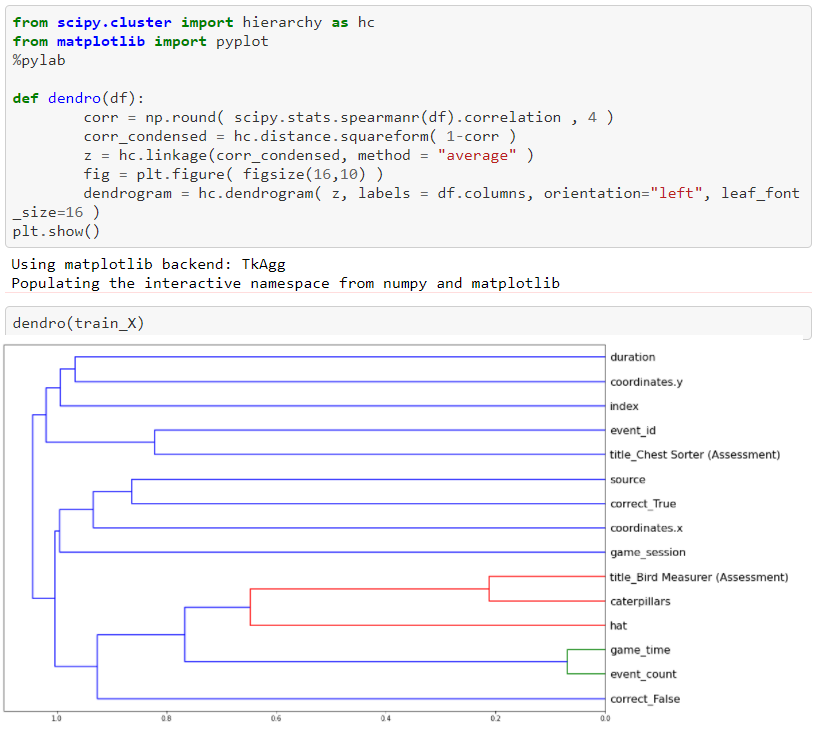 from scipy.cluster import hierarchy as hc
from matplotlib import pyplot
%pylab
def dendro(df):
        corr = np.round( scipy.stats.spearmanr(df).correlation , 4 )
        corr_condensed = hc.distance.squareform( 1-corr )
        z = hc.linkage(corr_condensed, method = "average" )
        fig = plt.figure( figsize(16,10) )
        dendrogram = hc.dendrogram( z, labels = df.columns, orientation="left", leaf_font
_size=16 )
plt.show()
Using matplotlib backend: TkAgg
Populating the interactive namespace from numpy and matplotlib
dendro(train_X)
duration
coordinates.y
index
event_id
title_Chest Sorter (Assessment)
source
correct_True
coordinates.x
game_session
title_Bird Measurer (Assessment)
caterpillars
hat
game_time
event_count
correct_False
1.0 0.8 0.6 0.4 0.2 0.0